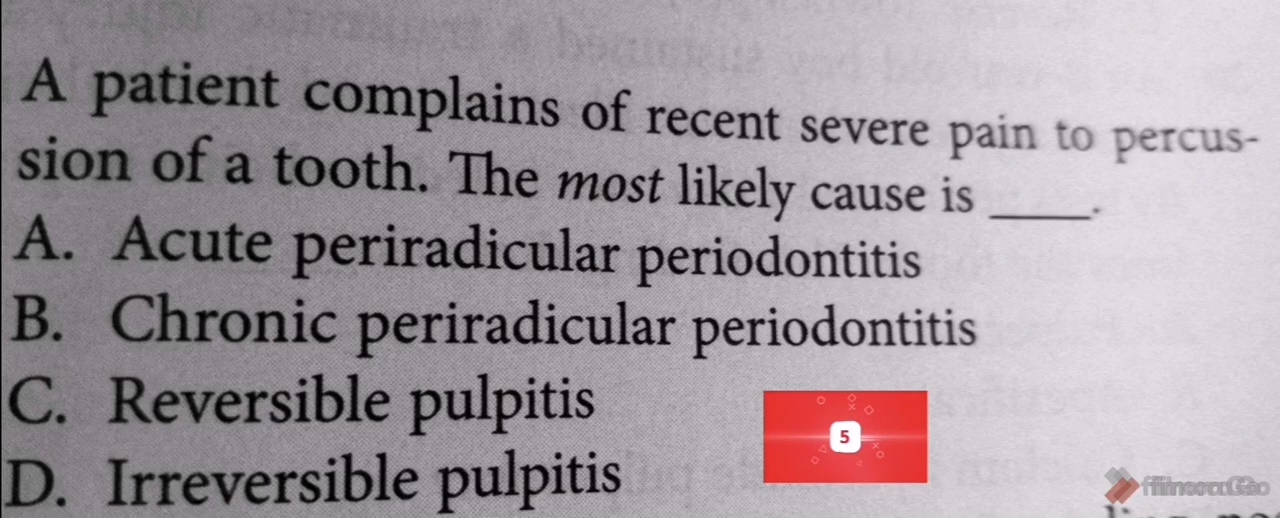 A patient complains of recent severe pain to percus-
sion of a tooth. The most likely cause is ____.
A. Acute periradicular periodontitis
B. Chronic periradicular periodontitis
C. Reversible pulpitis
5
D. Irreversible pulpitis